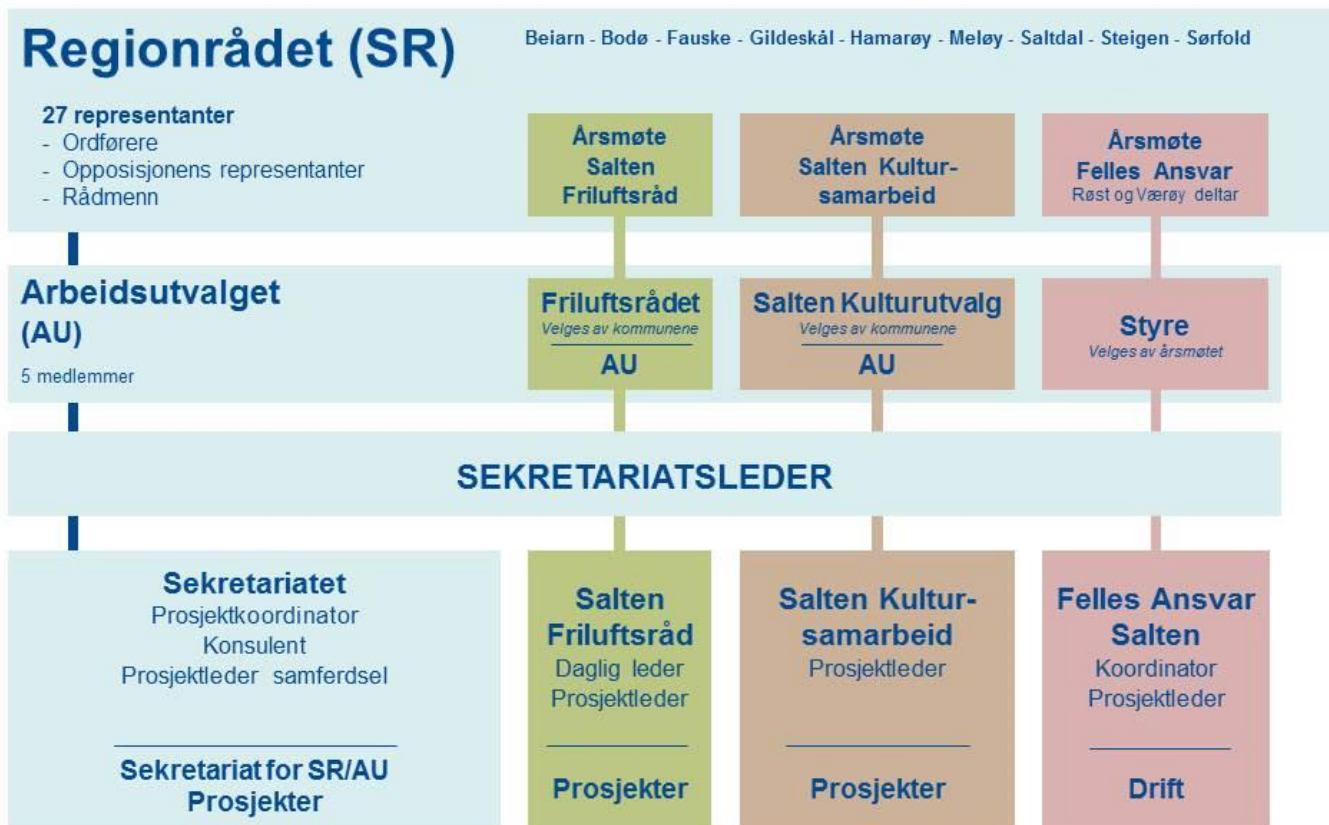 Regionrådet (SR)
Beiarn - Bodø - Fauske - Gildeskål - Hamarøy - Meløy - Saltdal - Steigen - Sørfold
27 representanter
- Ordførere
- Opposisjonens representanter
- Rådmenn
Årsmøte
Salten
Friluftsråd
Årsmøte
Salten Kultur-
samarbeid
Årsmøte
Felles Ansvar
Røst og Værøy deltar
Arbeidsutvalget
(AU)
5 medlemmer
Friluftsrådet
Velges av kommunene
AU
Salten Kulturutvalg
Velges av kommunene
AU
Styre
Velges av årsmøtet
SEKRETARIATSLEDER
Sekretariatet
Prosjektkoordinator
Konsulent
Prosjektleder samferdsel
Sekretariat for SR/AU
Prosjekter
Salten
Friluftsråd
Daglig leder
Prosjektleder
Prosjekter
Salten Kultur-
samarbeid
Prosjektleder
Prosjekter
Felles Ansvar
Salten
Koordinator
Prosjektleder
Drift